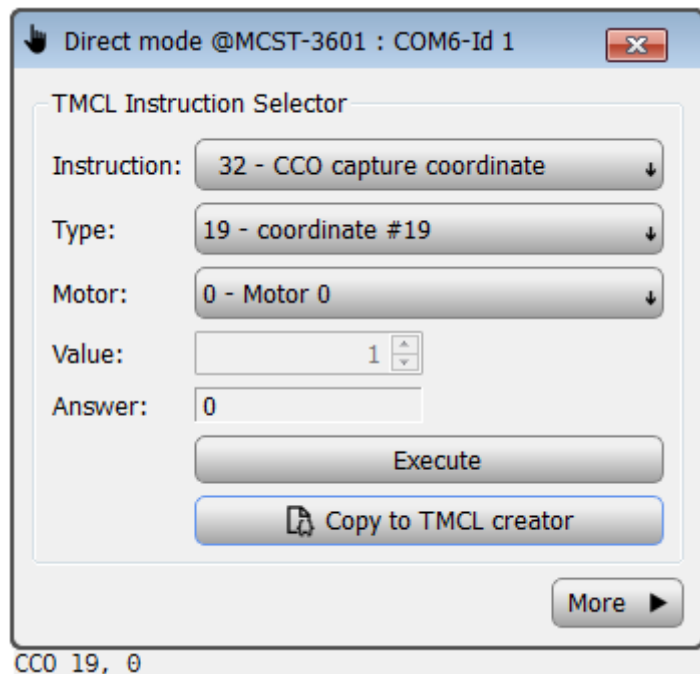 Direct mode @MCST-3601 : COM6-Id 1
TMCL Instruction Selector
Instruction: 32 - CCO capture coordinate
Type: 19 - coordinate #19
Motor: 0 - Motor 0
Value: 1
Answer: 0
Execute
Copy to TMCL creator
More
CCO 19, 0